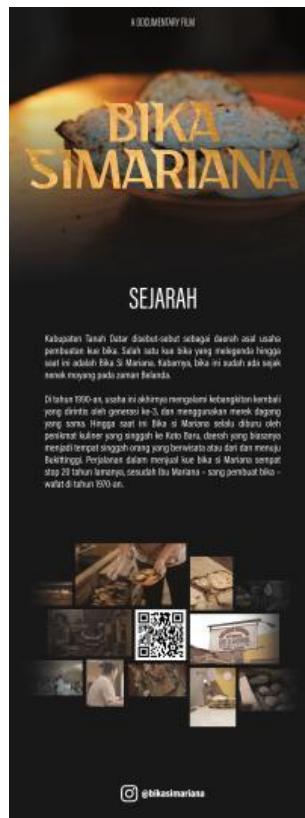 A DOCUMENTARY FILM
BIKA
SIMARIANA
SEJARAH
Kabupaten Tanah Datar disebut-sebut sebagai daerah asal usaha
pembuatan kue bika. Salah satu kue bika yang melegenda hingga
saat ini adalah Bika Si Mariana. Kabarnya, bika ini sudah ada sejak
nenek moyang pada zaman Belanda.
Di tahun 1990-an, usaha ini akhirnya mengalami kebangkitan kembali
yang dirintis oleh generasi ke-3, dan menggunakan merek dagang
yang sama. Hingga saat ini Bika si Mariana selalu diburu oleh
penikmat kuliner yang singgah ke Koto Baru, daerah yang biasanya
menjadi tempat singgah orang yang berwisata atau dari dan menuju
Bukittinggi. Perjalanan dalam menjual kue bika si Mariana sempat
stop 20 tahun lamanya, sesudah Ibu Mariana – sang pembuat bika –
wafat di tahun 1970-an.
@bikasimariana